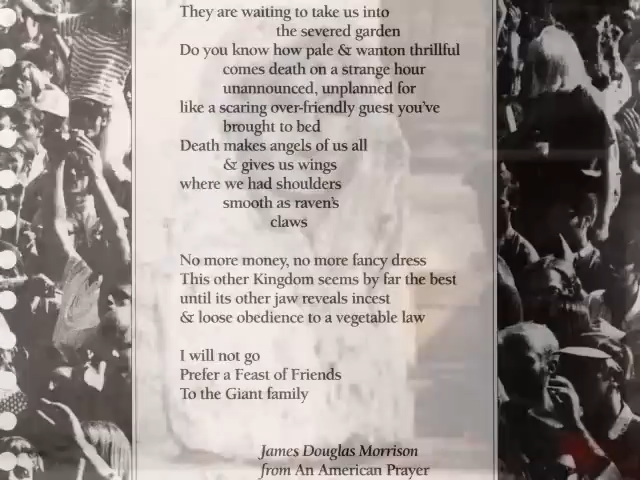 They are waiting to take us into
the severed garden
Do you know how pale & wanton thrillful
comes death on a strange hour
unannounced, unplanned for
like a scaring over-friendly guest you've
brought to bed
Death makes angels of us all
& gives us wings
where we had shoulders
smooth as raven's
claws

No more money, no more fancy dress
This other Kingdom seems by far the best
until its other jaw reveals incest
& loose obedience to a vegetable law

I will not go
Prefer a Feast of Friends
To the Giant family

James Douglas Morrison
from An American Prayer